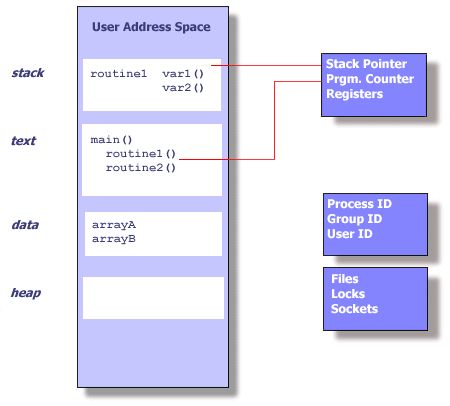 User Address Space
stack
routine1 var1()
var2()
Stack Pointer
Prgm. Counter
Registers
text
main()
routine1()
routine2()
data
arrayA
arrayB
Process ID
Group ID
User ID
heap
Files
Locks
Sockets